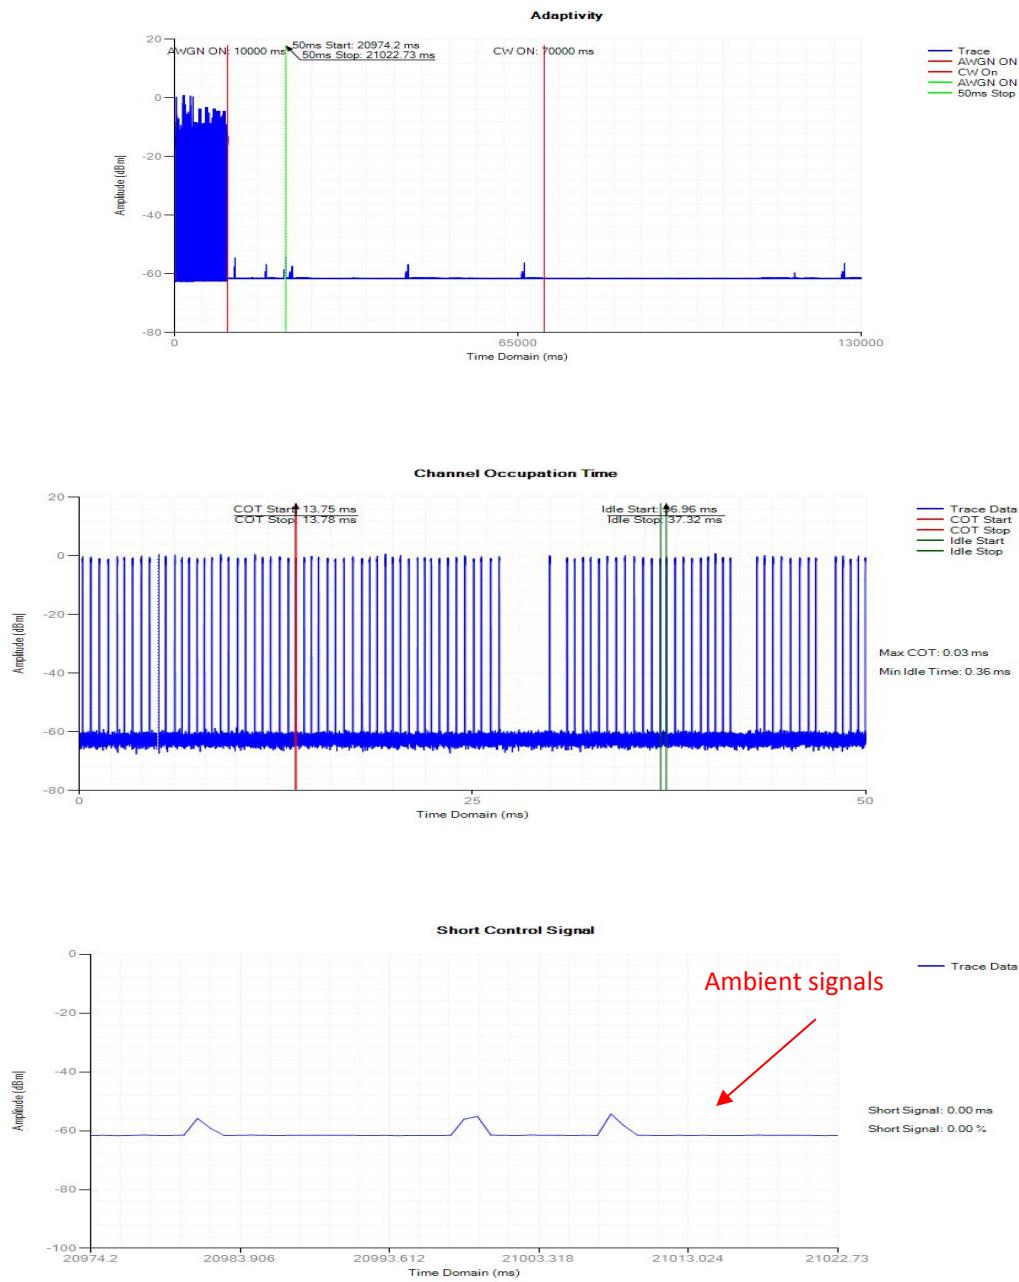 Adaptivity
20
0
-20
-40
-60
-80
Amplitude (dBm|
AWGN ON: 10000 ms
50ms Start: 20974.2 ms
50ms Stop: 21022.73 ms
CW ON: 70000 ms
Trace
AWGN ON
CW On
AWGN ON
50ms Stop
0
65000
130000
Time Domain (ms)
Channel Occupation Time
20
0
-20
-40
-60
-80
Amplitude (dBm|
COT Start: 13.75 ms
COT Stop: 13.78 ms
Idle Start: 36.96 ms
Idle Stop: 37.32 ms
Trace Data
COT Start
COT Stop
Idle Start
Idle Stop
Max COT: 0.03 ms
Min Idle Time: 0.36 ms
0
25
50
Time Domain (ms)
Short Control Signal
0
-20
-40
-60
-80
-100
Amplitude (dBm|
Ambient signals
Trace Data
Short Signal: 0.00 ms
Short Signal: 0.00 %
20974.2
20983.906
20993.612
21003.318
21013.024
21022.73
Time Domain (ms)